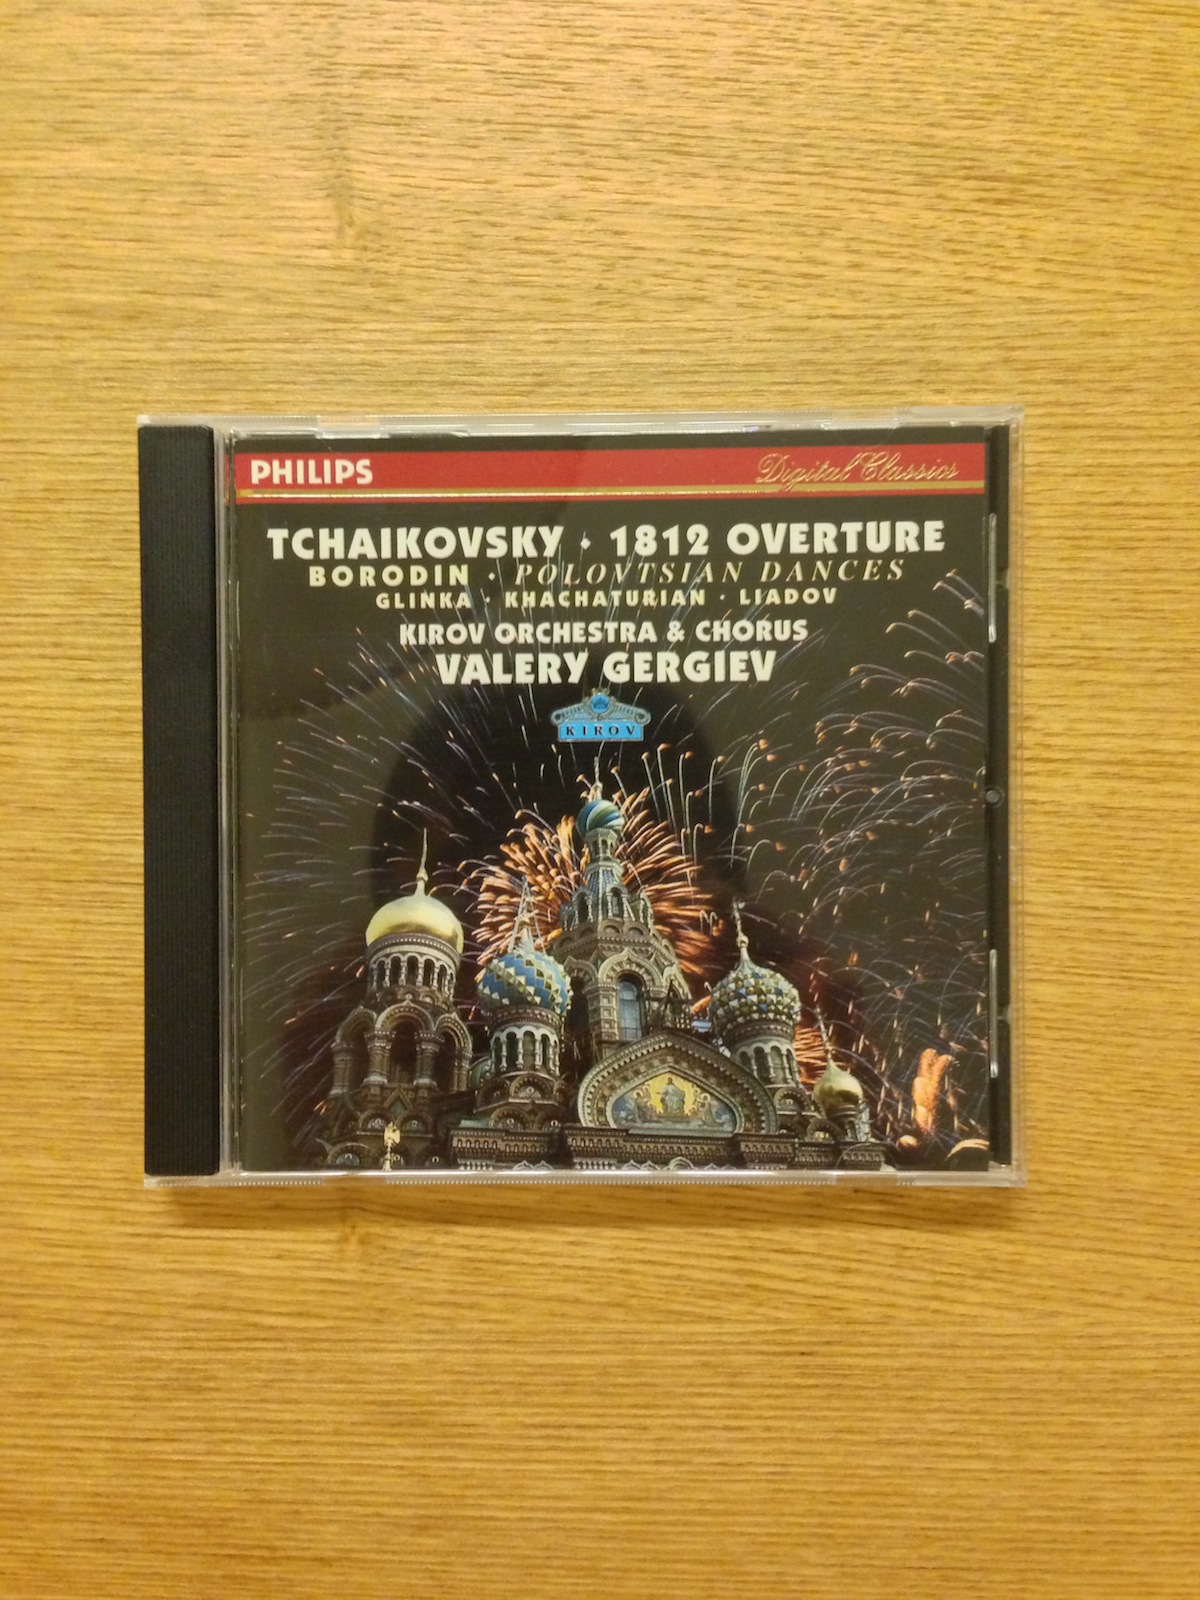 PHILIPS Digital Classics
TCHAIKOVSKY · 1812 OVERTURE
BORODIN · POLOVTSIAN DANCES
GLINKA · KHACHATURIAN · LIADOV
KIROV ORCHESTRA & CHORUS
VALERY GERGIEV
KIROV